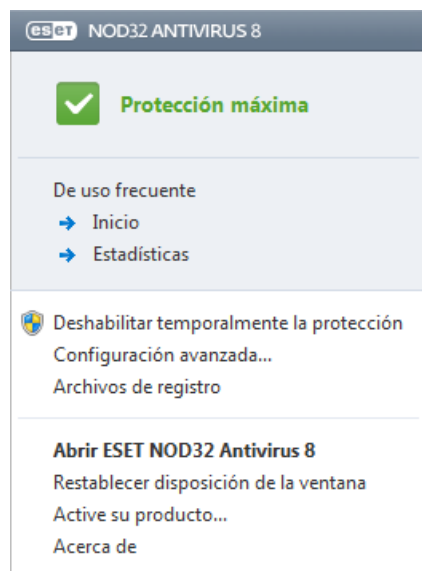 eset NOD32 ANTIVIRUS 8
Protección máxima
De uso frecuente
Inicio
Estadísticas
Deshabilitar temporalmente la protección
Configuración avanzada...
Archivos de registro
Abrir ESET NOD32 Antivirus 8
Restablecer disposición de la ventana
Active su producto...
Acerca de